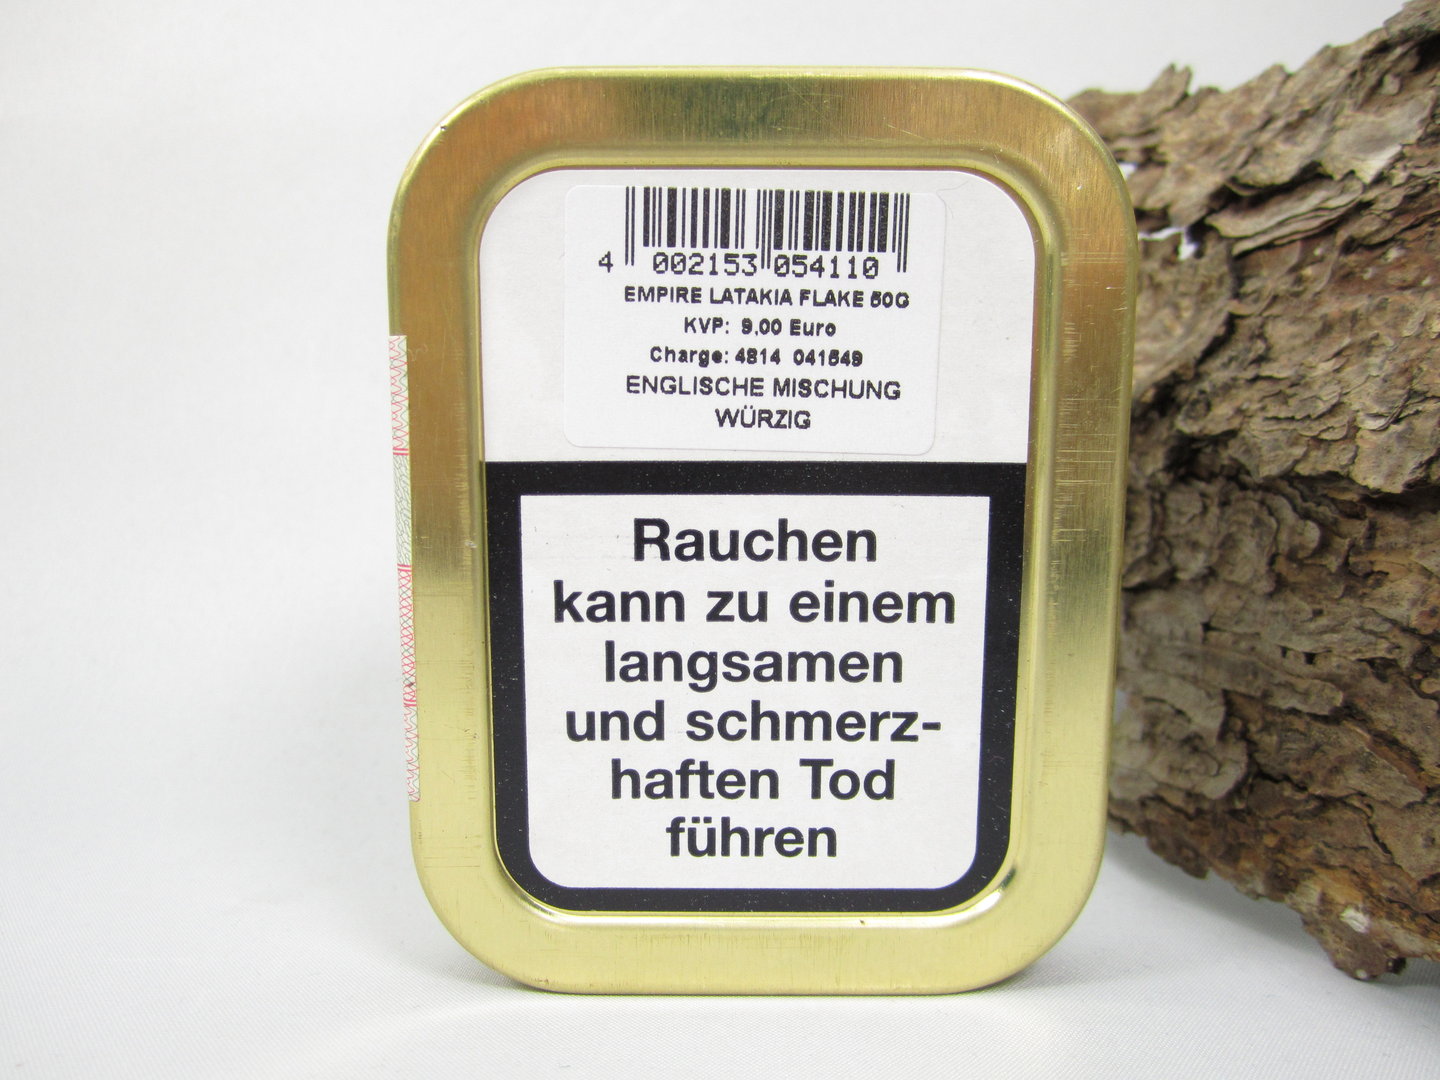 4 002153 054110
EMPIRE LATAKIA FLAKE 50G
KVP: 9,00 Euro
Charge: 4814 041549
ENGLISCHE MISCHUNG
WÜRZIG
Rauchen
kann zu einem
langsamen
und schmerz-
haften Tod
führen